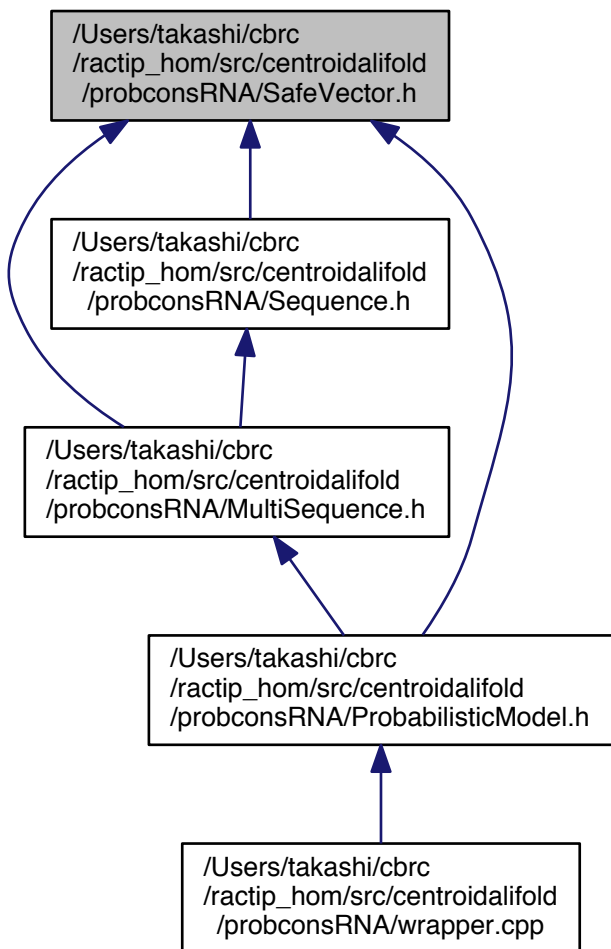 /Users/takashi/cbrc
/ractip_hom/src/centroidalifold
/probconsRNA/SafeVector.h
/Users/takashi/cbrc
/ractip_hom/src/centroidalifold
/probconsRNA/Sequence.h
/Users/takashi/cbrc
/ractip_hom/src/centroidalifold
/probconsRNA/MultiSequence.h
/Users/takashi/cbrc
/ractip_hom/src/centroidalifold
/probconsRNA/ProbabilisticModel.h
/Users/takashi/cbrc
/ractip_hom/src/centroidalifold
/probconsRNA/wrapper.cpp